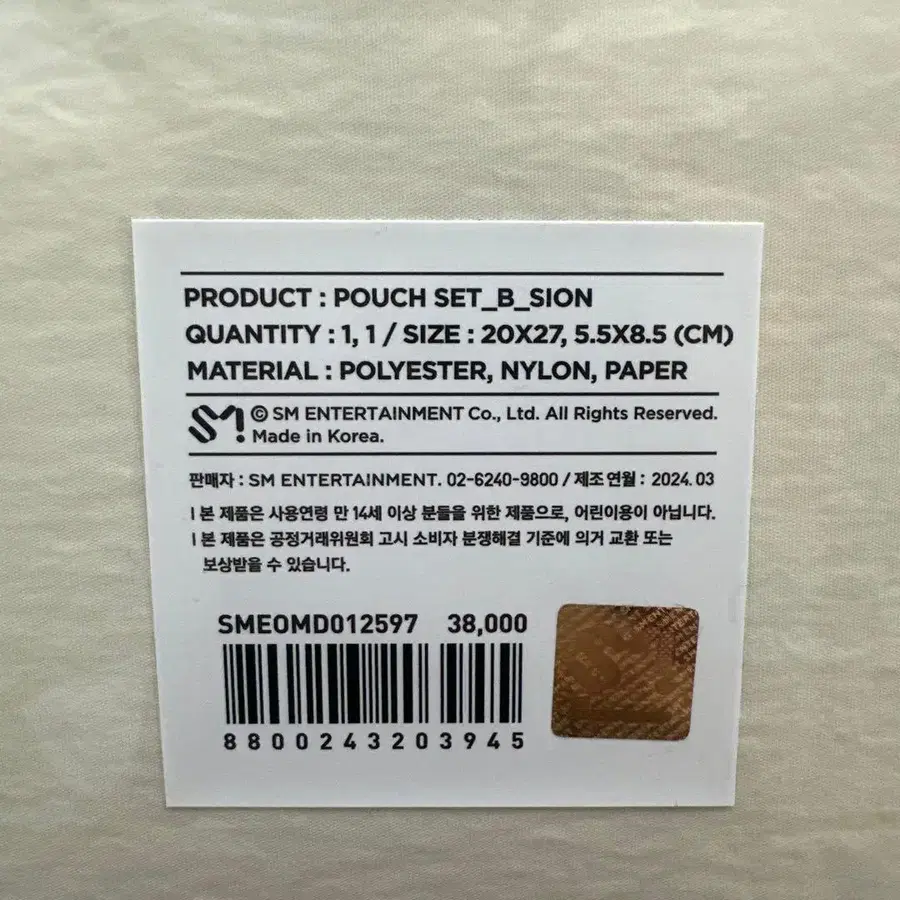 PRODUCT : POUCH SET_B_SION
QUANTITY : 1, 1 / SIZE : 20X27, 5.5X8.5 (CM)
MATERIAL : POLYESTER, NYLON, PAPER
SM! © SM ENTERTAINMENT Co., Ltd. All Rights Reserved.
Made in Korea.
판매자 : SM ENTERTAINMENT. 02-6240-9800 / 제조연월 : 2024. 03
| 본 제품은 사용연령 만 14세 이상 분들을 위한 제품으로, 어린이용이 아닙니다.
| 본 제품은 공정거래위원회 고시 소비자 분쟁해결 기준에 의거 교환 또는
보상받을 수 있습니다.
SMEOMD012597 38,000
8800243203945